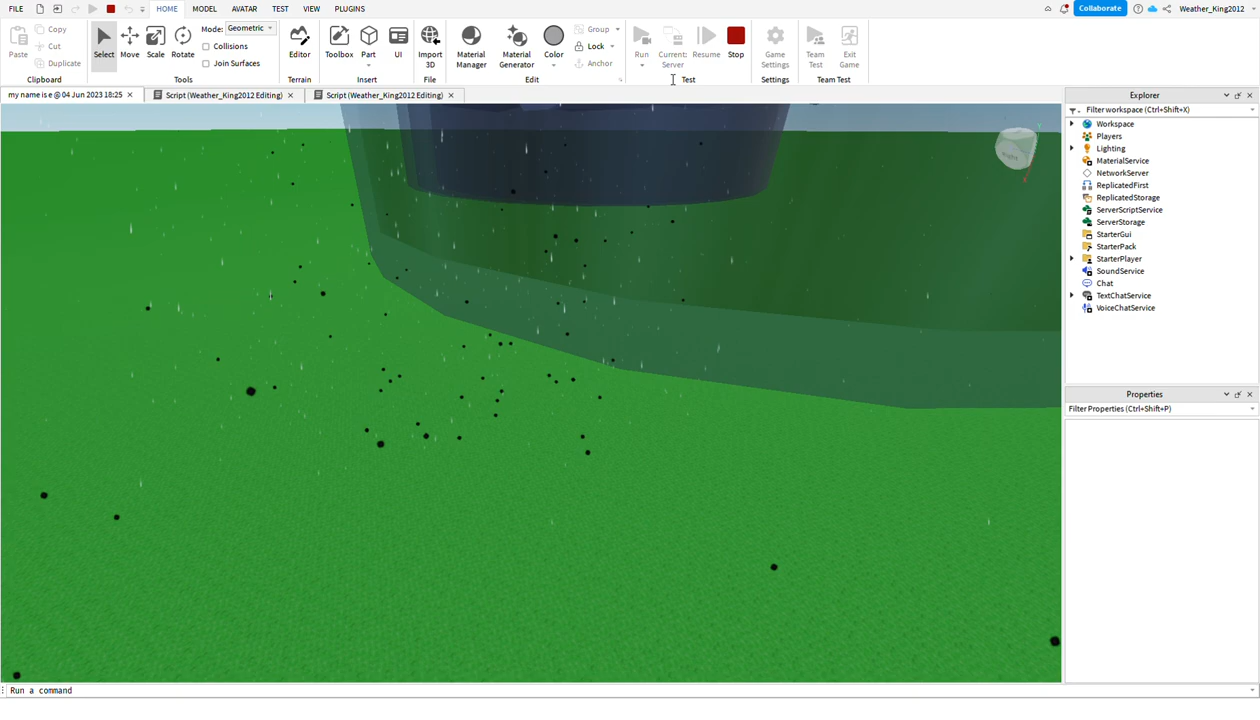 FILE HOME MODEL AVATAR TEST VIEW PLUGINS Collaborate Weather_King2012
Copy Mode: Geometric Group
Cut Collisions Lock
Duplicate Join Surfaces Anchor
Paste Select Move Scale Rotate Editor Toolbox Part UI Import 3D Material Manager Material Generator Color Run Current: Server Resume Stop Game Settings Team Test Exit Game
Clipboard Tools Terrain Insert File Edit Test Settings Team Test
my name is e @ 04 Jun 2023 18:25 Script (Weather_King2012 Editing) Script (Weather_King2012 Editing)
Explorer
Filter workspace (Ctrl+Shift+X)
Workspace
Players
Lighting
MaterialService
NetworkServer
ReplicatedFirst
ReplicatedStorage
ServerScriptService
ServerStorage
StarterGui
StarterPack
StarterPlayer
SoundService
Chat
TextChatService
VoiceChatService
Properties
Filter Properties (Ctrl+Shift+P)
Run a command